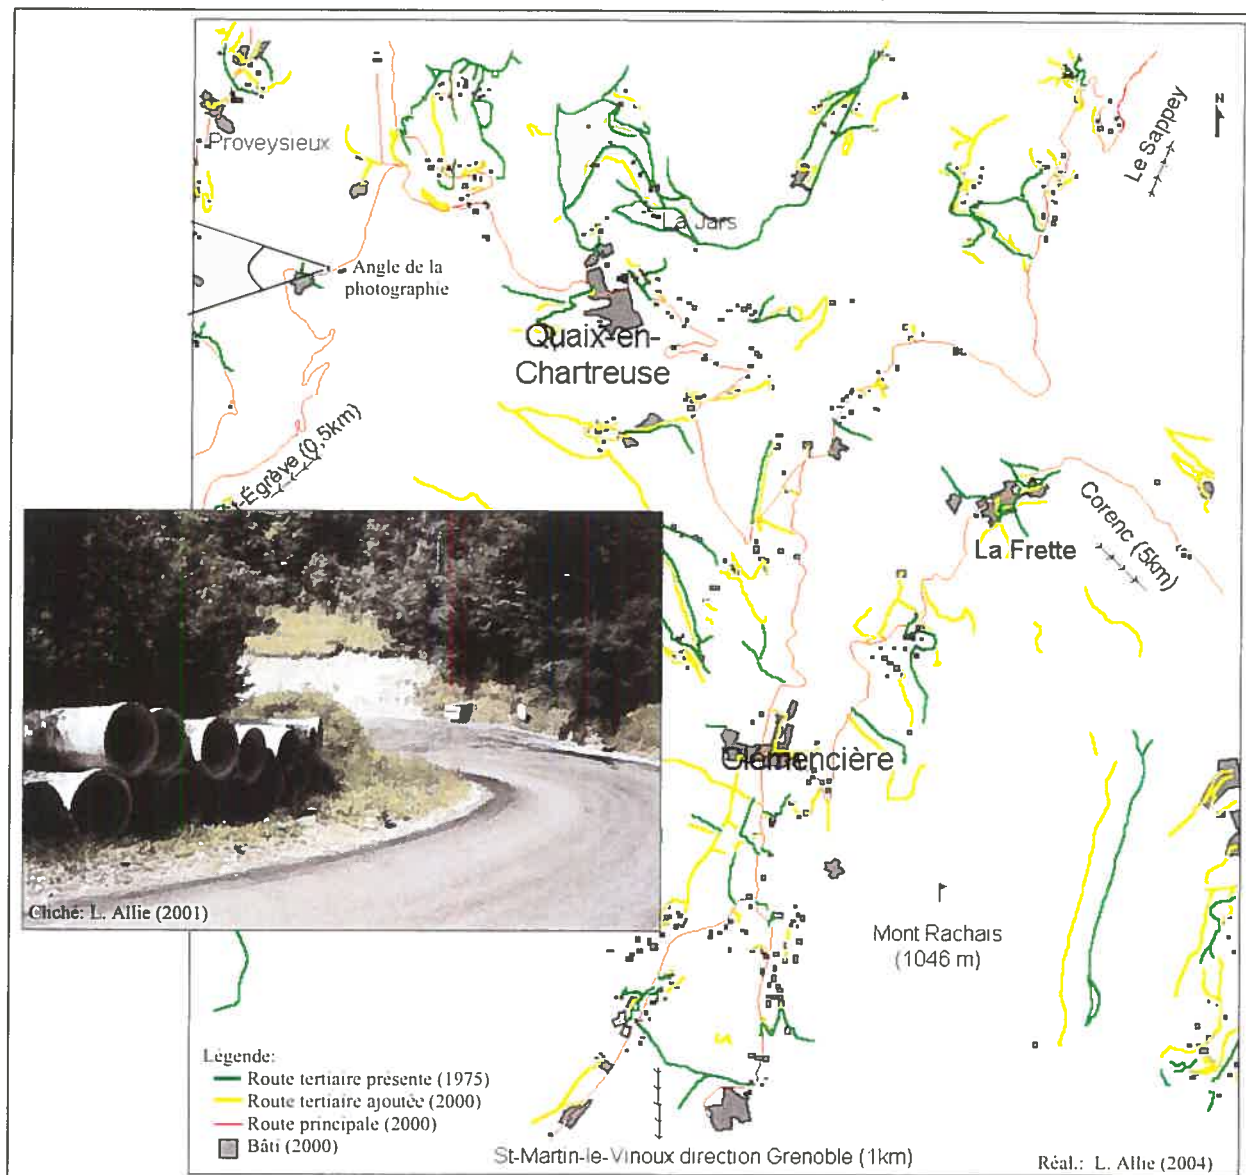 N
Le Sappey
Proveysieux
La Jars
Angle de la
photographie
Quaix-en-
Chartreuse
-Égrève (0,5km)
La Frette
Corenc (5km)
Clémencière
Cliché: L. Allie (2001)
Mont Rachais
(1046 m)
Légende:
Route tertiaire présente (1975)
Route tertiaire ajoutée (2000)
Route principale (2000)
Bâti (2000)
St-Martin-le-Vinoux direction Grenoble (1km)
Réal.: L. Allie (2004)